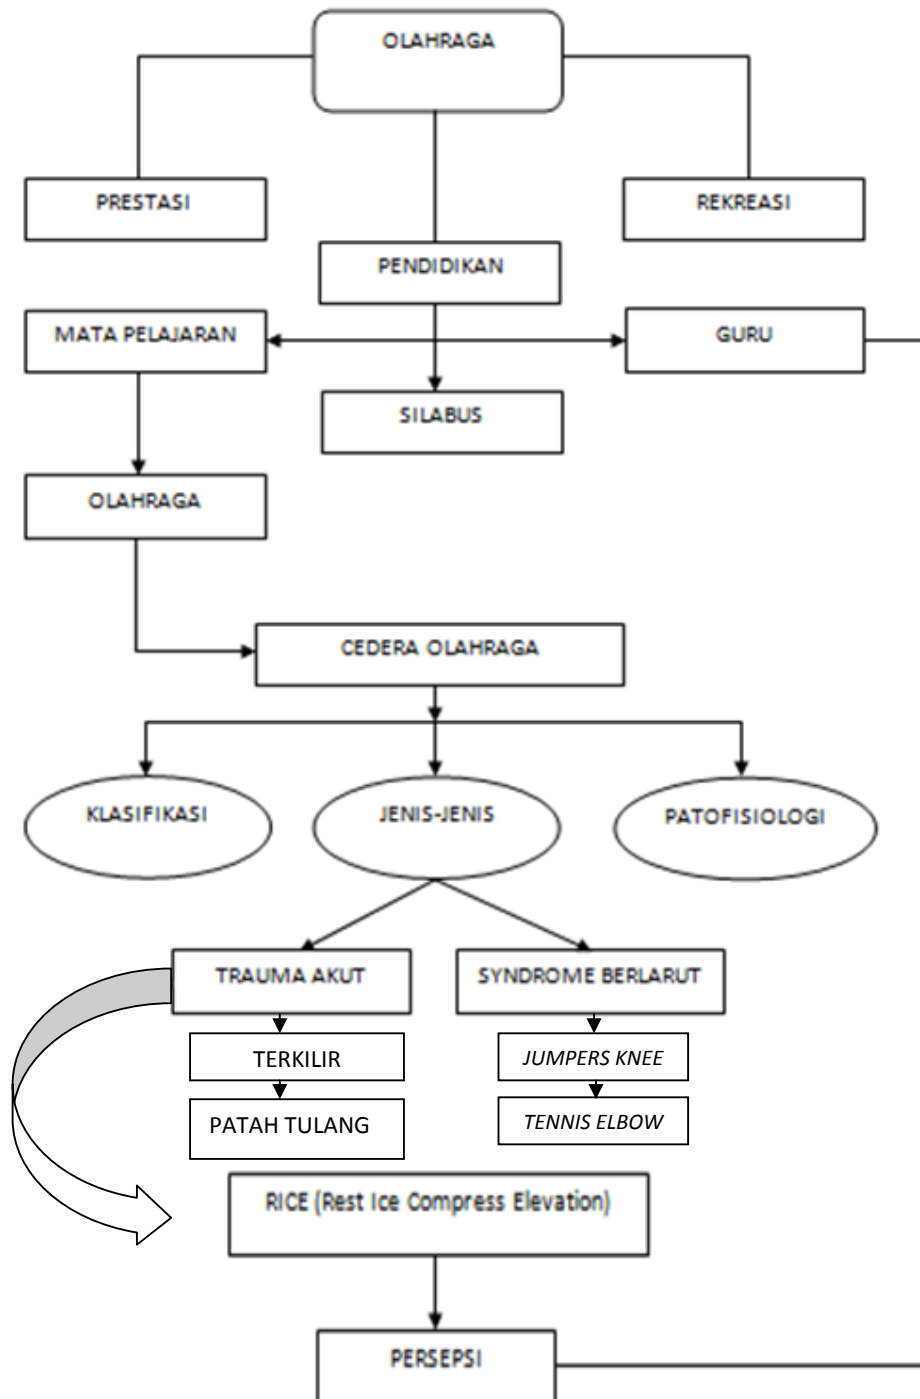 OLAHRAGA
PRESTASI
REKREASI
PENDIDIKAN
MATA PELAJARAN
GURU
SILABUS
OLAHRAGA
CEDERA OLAHRAGA
KLASIFIKASI
JENIS-JENIS
PATOFISIOLOGI
TRAUMA AKUT
SYNDROME BERLARUT
TERKILIR
JUMPERS KNEE
PATAH TULANG
TENNIS ELBOW
RICE (Rest Ice Compress Elevation)
PERSEPSI